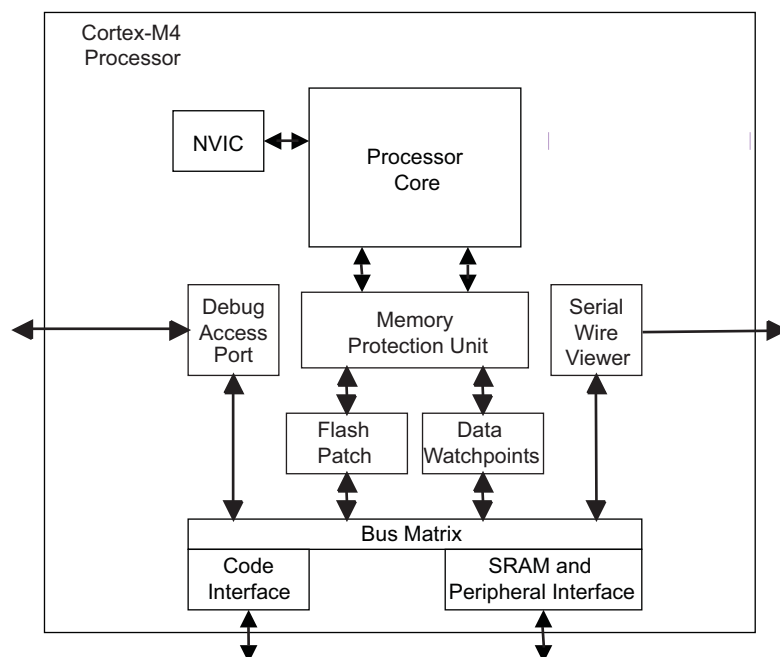 Cortex-M4
Processor
NVIC
Processor
Core
Debug
Access
Port
Memory
Protection Unit
Serial
Wire
Viewer
Flash
Patch
Data
Watchpoints
Bus Matrix
Code
Interface
SRAM and
Peripheral Interface